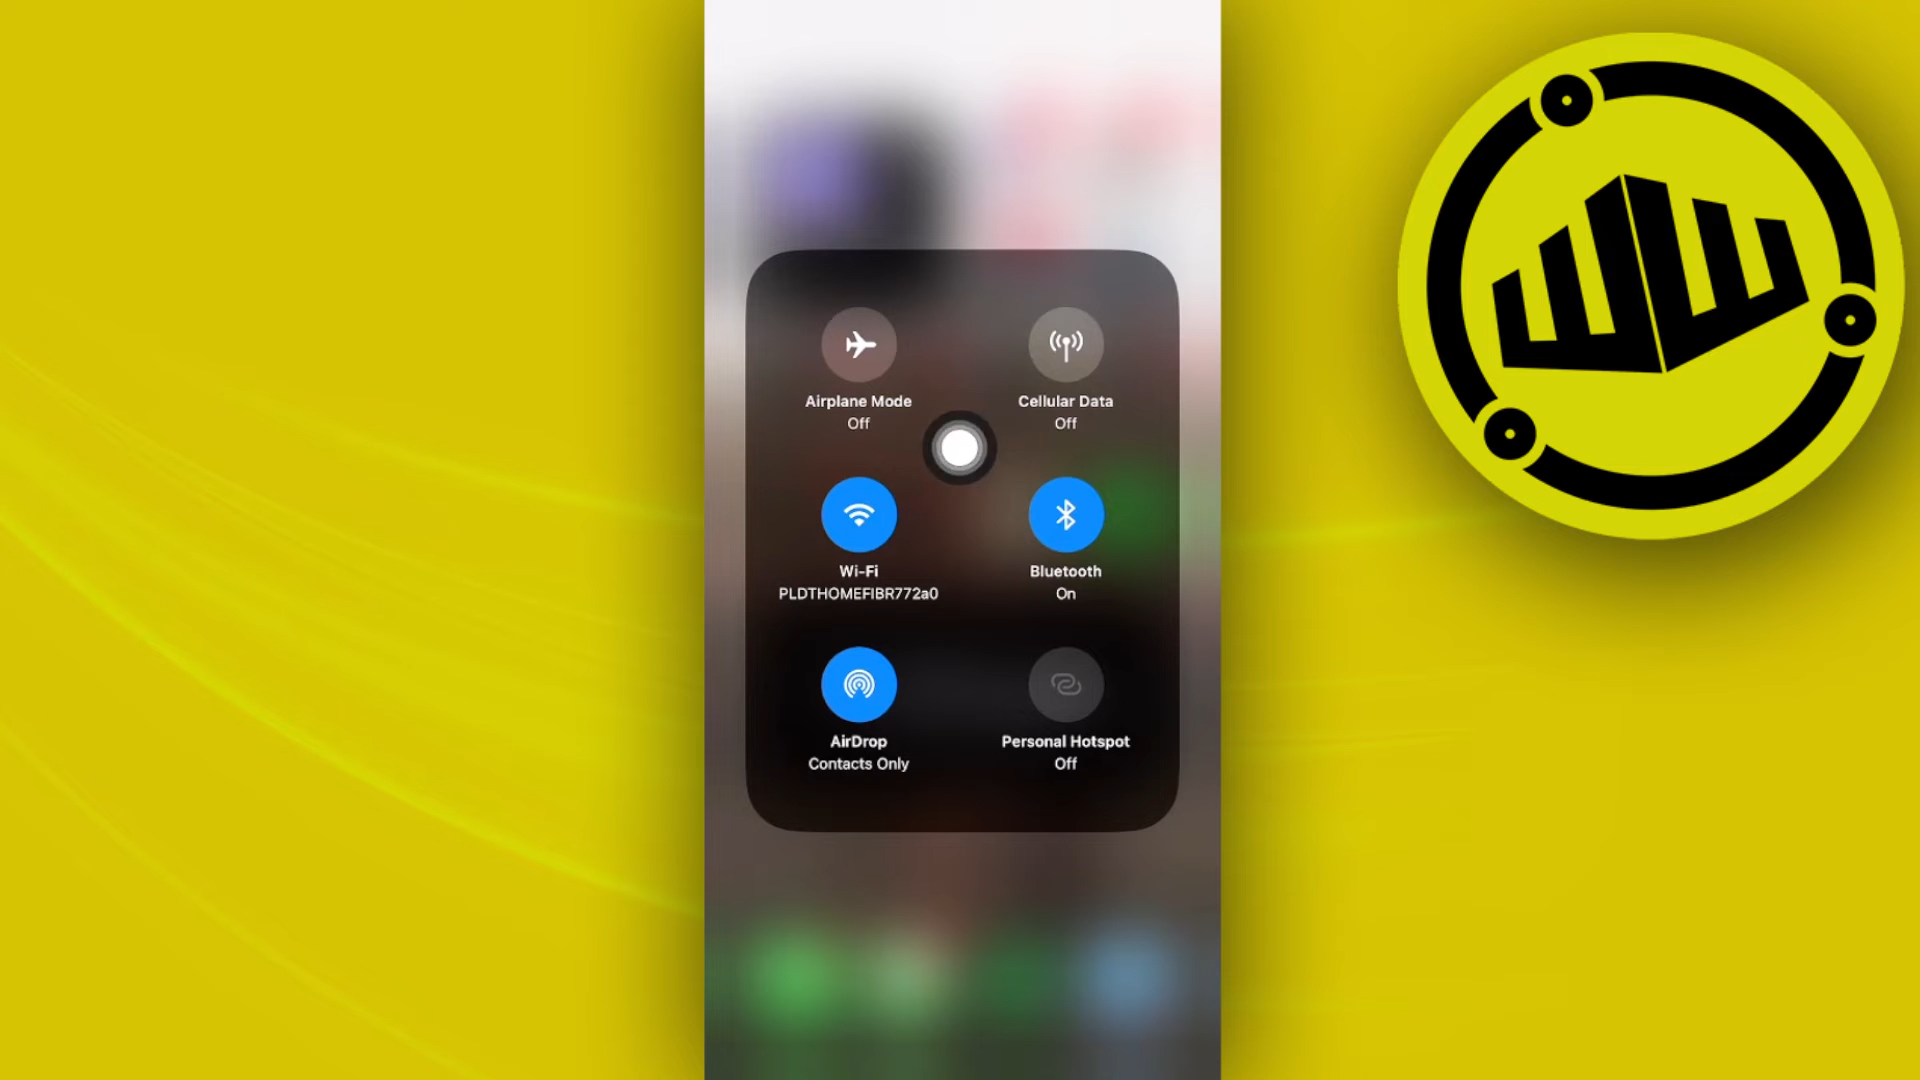 Airplane Mode
Off
Cellular Data
Off
Wi-Fi
PLDTHOMEFIBR772a0
Bluetooth
On
AirDrop
Contacts Only
Personal Hotspot
Off